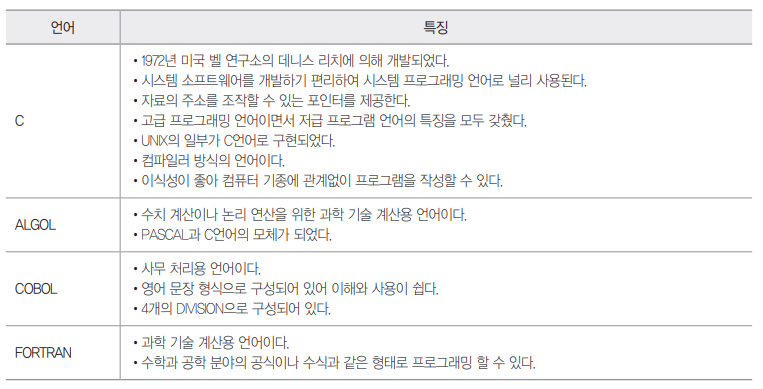 언어 특징
C
• 1972년 미국 벨 연구소의 데니스 리치에 의해 개발되었다.
• 시스템 소프트웨어를 개발하기 편리하여 시스템 프로그래밍 언어로 널리 사용된다.
• 자료의 주소를 조작할 수 있는 포인터를 제공한다.
• 고급 프로그래밍 언어이면서 저급 프로그램 언어의 특징을 모두 갖췄다.
• UNIX의 일부가 C언어로 구현되었다.
• 컴파일러 방식의 언어이다.
• 이식성이 좋아 컴퓨터 기종에 관계없이 프로그램을 작성할 수 있다.
ALGOL
• 수치 계산이나 논리 연산을 위한 과학 기술 계산용 언어이다.
• PASCAL과 C언어의 모체가 되었다.
COBOL
• 사무 처리용 언어이다.
• 영어 문장 형식으로 구성되어 있어 이해와 사용이 쉽다.
• 4개의 DIVISION으로 구성되어 있다.
FORTRAN
• 과학 기술 계산용 언어이다.
• 수학과 공학 분야의 공식이나 수식과 같은 형태로 프로그래밍 할 수 있다.